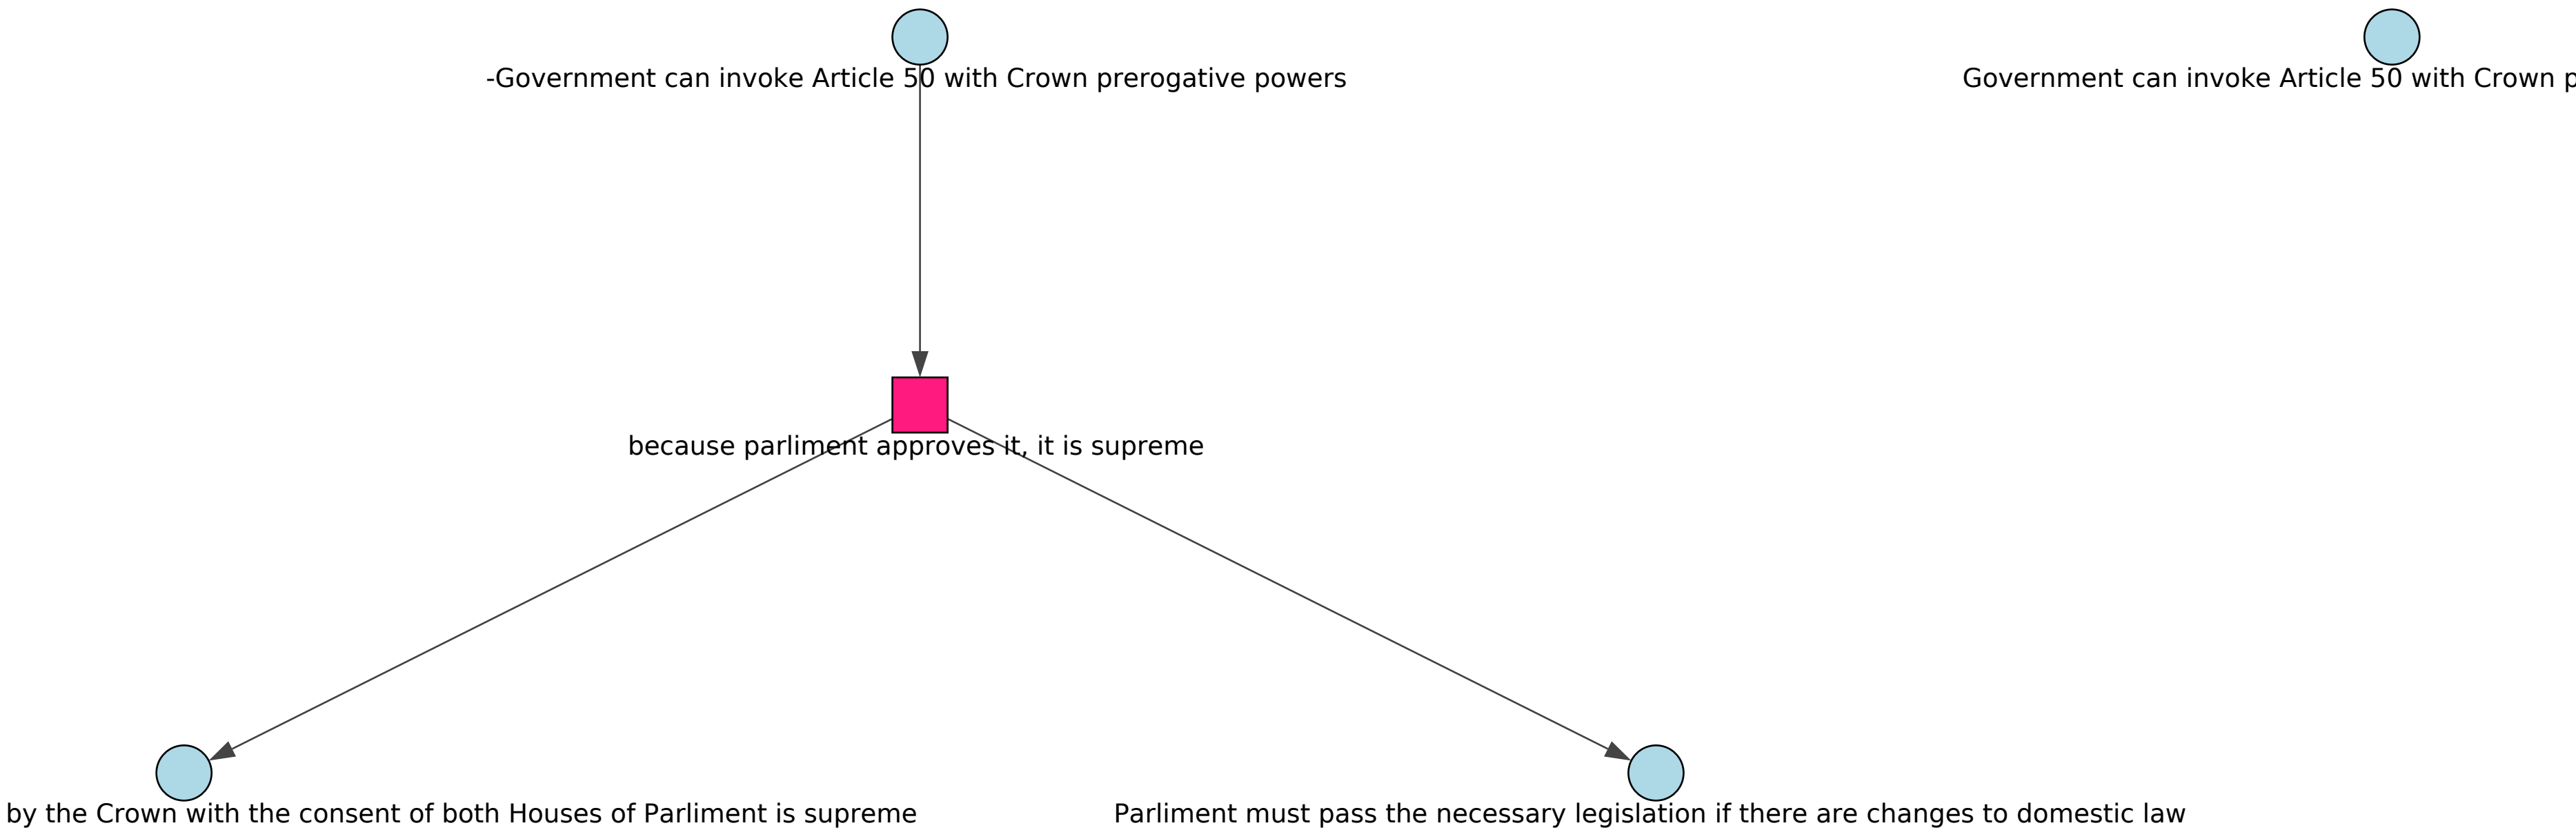 -Government can invoke Article 50 with Crown prerogative powers
Government can invoke Article 50 with Crown
because parliment approves it, it is supreme
by the Crown with the consent of both Houses of Parliment is supreme
Parliment must pass the necessary legislation if there are changes to domestic law